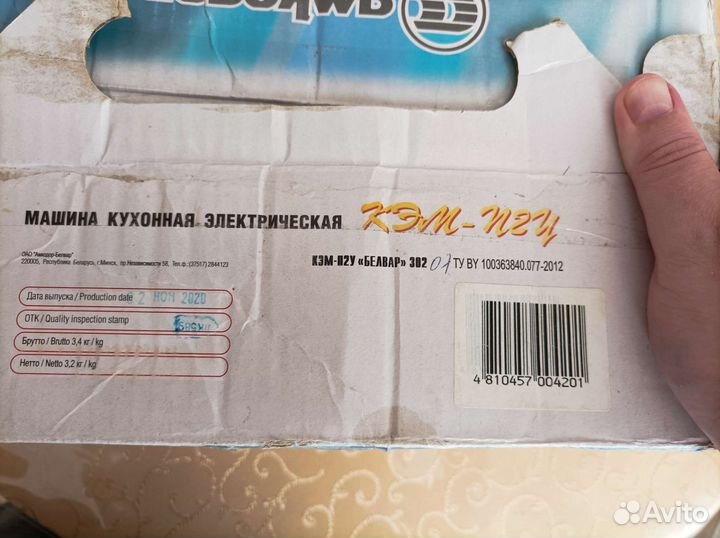 МАШИНА КУХОННАЯ ЭЛЕКТРИЧЕСКАЯ КЭМ-П2У
ОАО "Амкодор-Белвар"
220005, Республика Беларусь, г.Минск, пр.Независимости 58, Тел.ф.:(37517) 2844123
КЭМ-П2У «БЕЛВАР» 302 01 ТУ BY 100363840.077-2012
Дата выпуска / Production date 02 НОЯ 2020
ОТК / Quality inspection stamp
Брутто / Brutto 3,4 кг / kg
Нетто / Netto 3,2 кг / kg
4 810457 004201
Avito